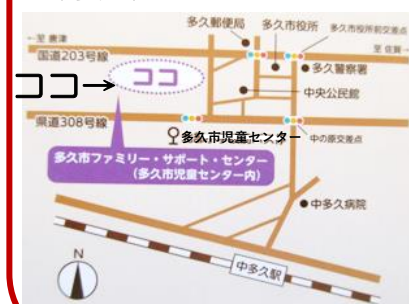 多久郵便局
多久市役所
多久市役所前交差点
←至 唐津
至 佐賀→
国道203号線
ココ
ココ→
多久警察署
中央公民館
県道308号線
多久市児童センター
中の原交差点
多久市ファミリー・サポート・センター
(多久市児童センター内)
中多久病院
N
中多久駅